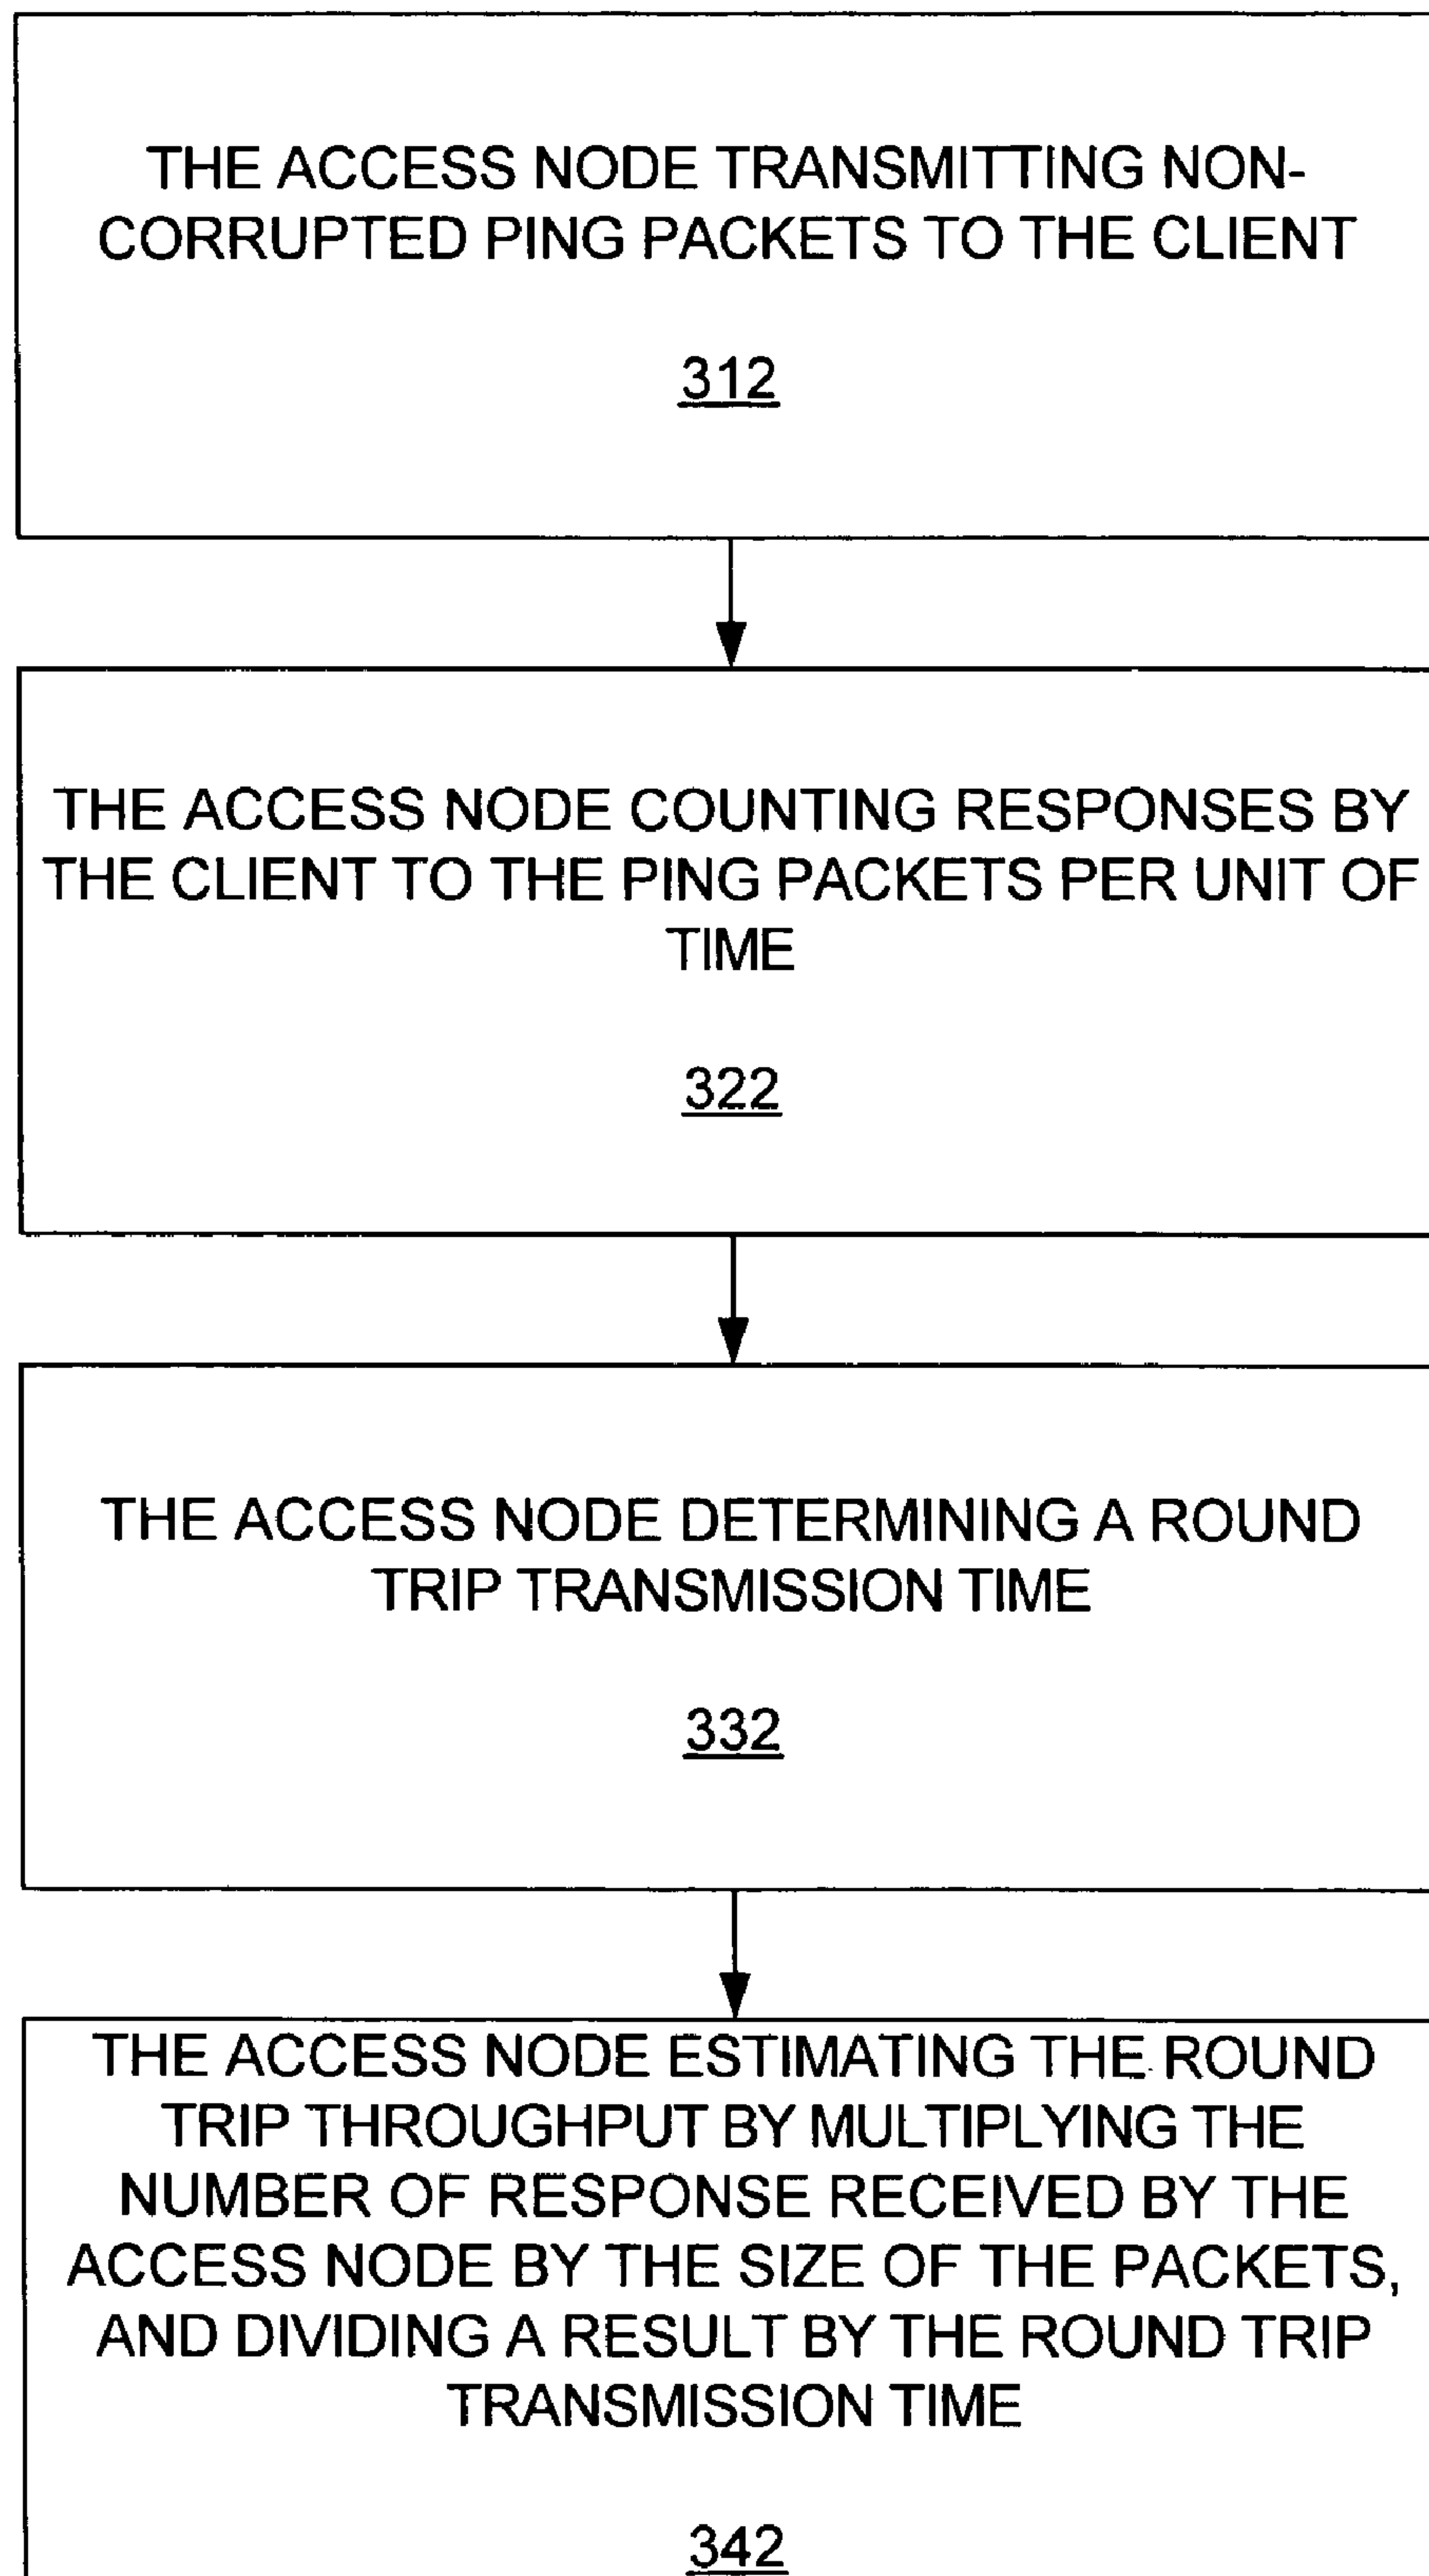 THE ACCESS NODE TRANSMITTING NON-
CORRUPTED PING PACKETS TO THE CLIENT
312
THE ACCESS NODE COUNTING RESPONSES BY
THE CLIENT TO THE PING PACKETS PER UNIT OF
TIME
322
THE ACCESS NODE DETERMINING A ROUND
TRIP TRANSMISSION TIME
332
THE ACCESS NODE ESTIMATING THE ROUND
TRIP THROUGHPUT BY MULTIPLYING THE
NUMBER OF RESPONSE RECEIVED BY THE
ACCESS NODE BY THE SIZE OF THE PACKETS,
AND DIVIDING A RESULT BY THE ROUND TRIP
TRANSMISSION TIME
342